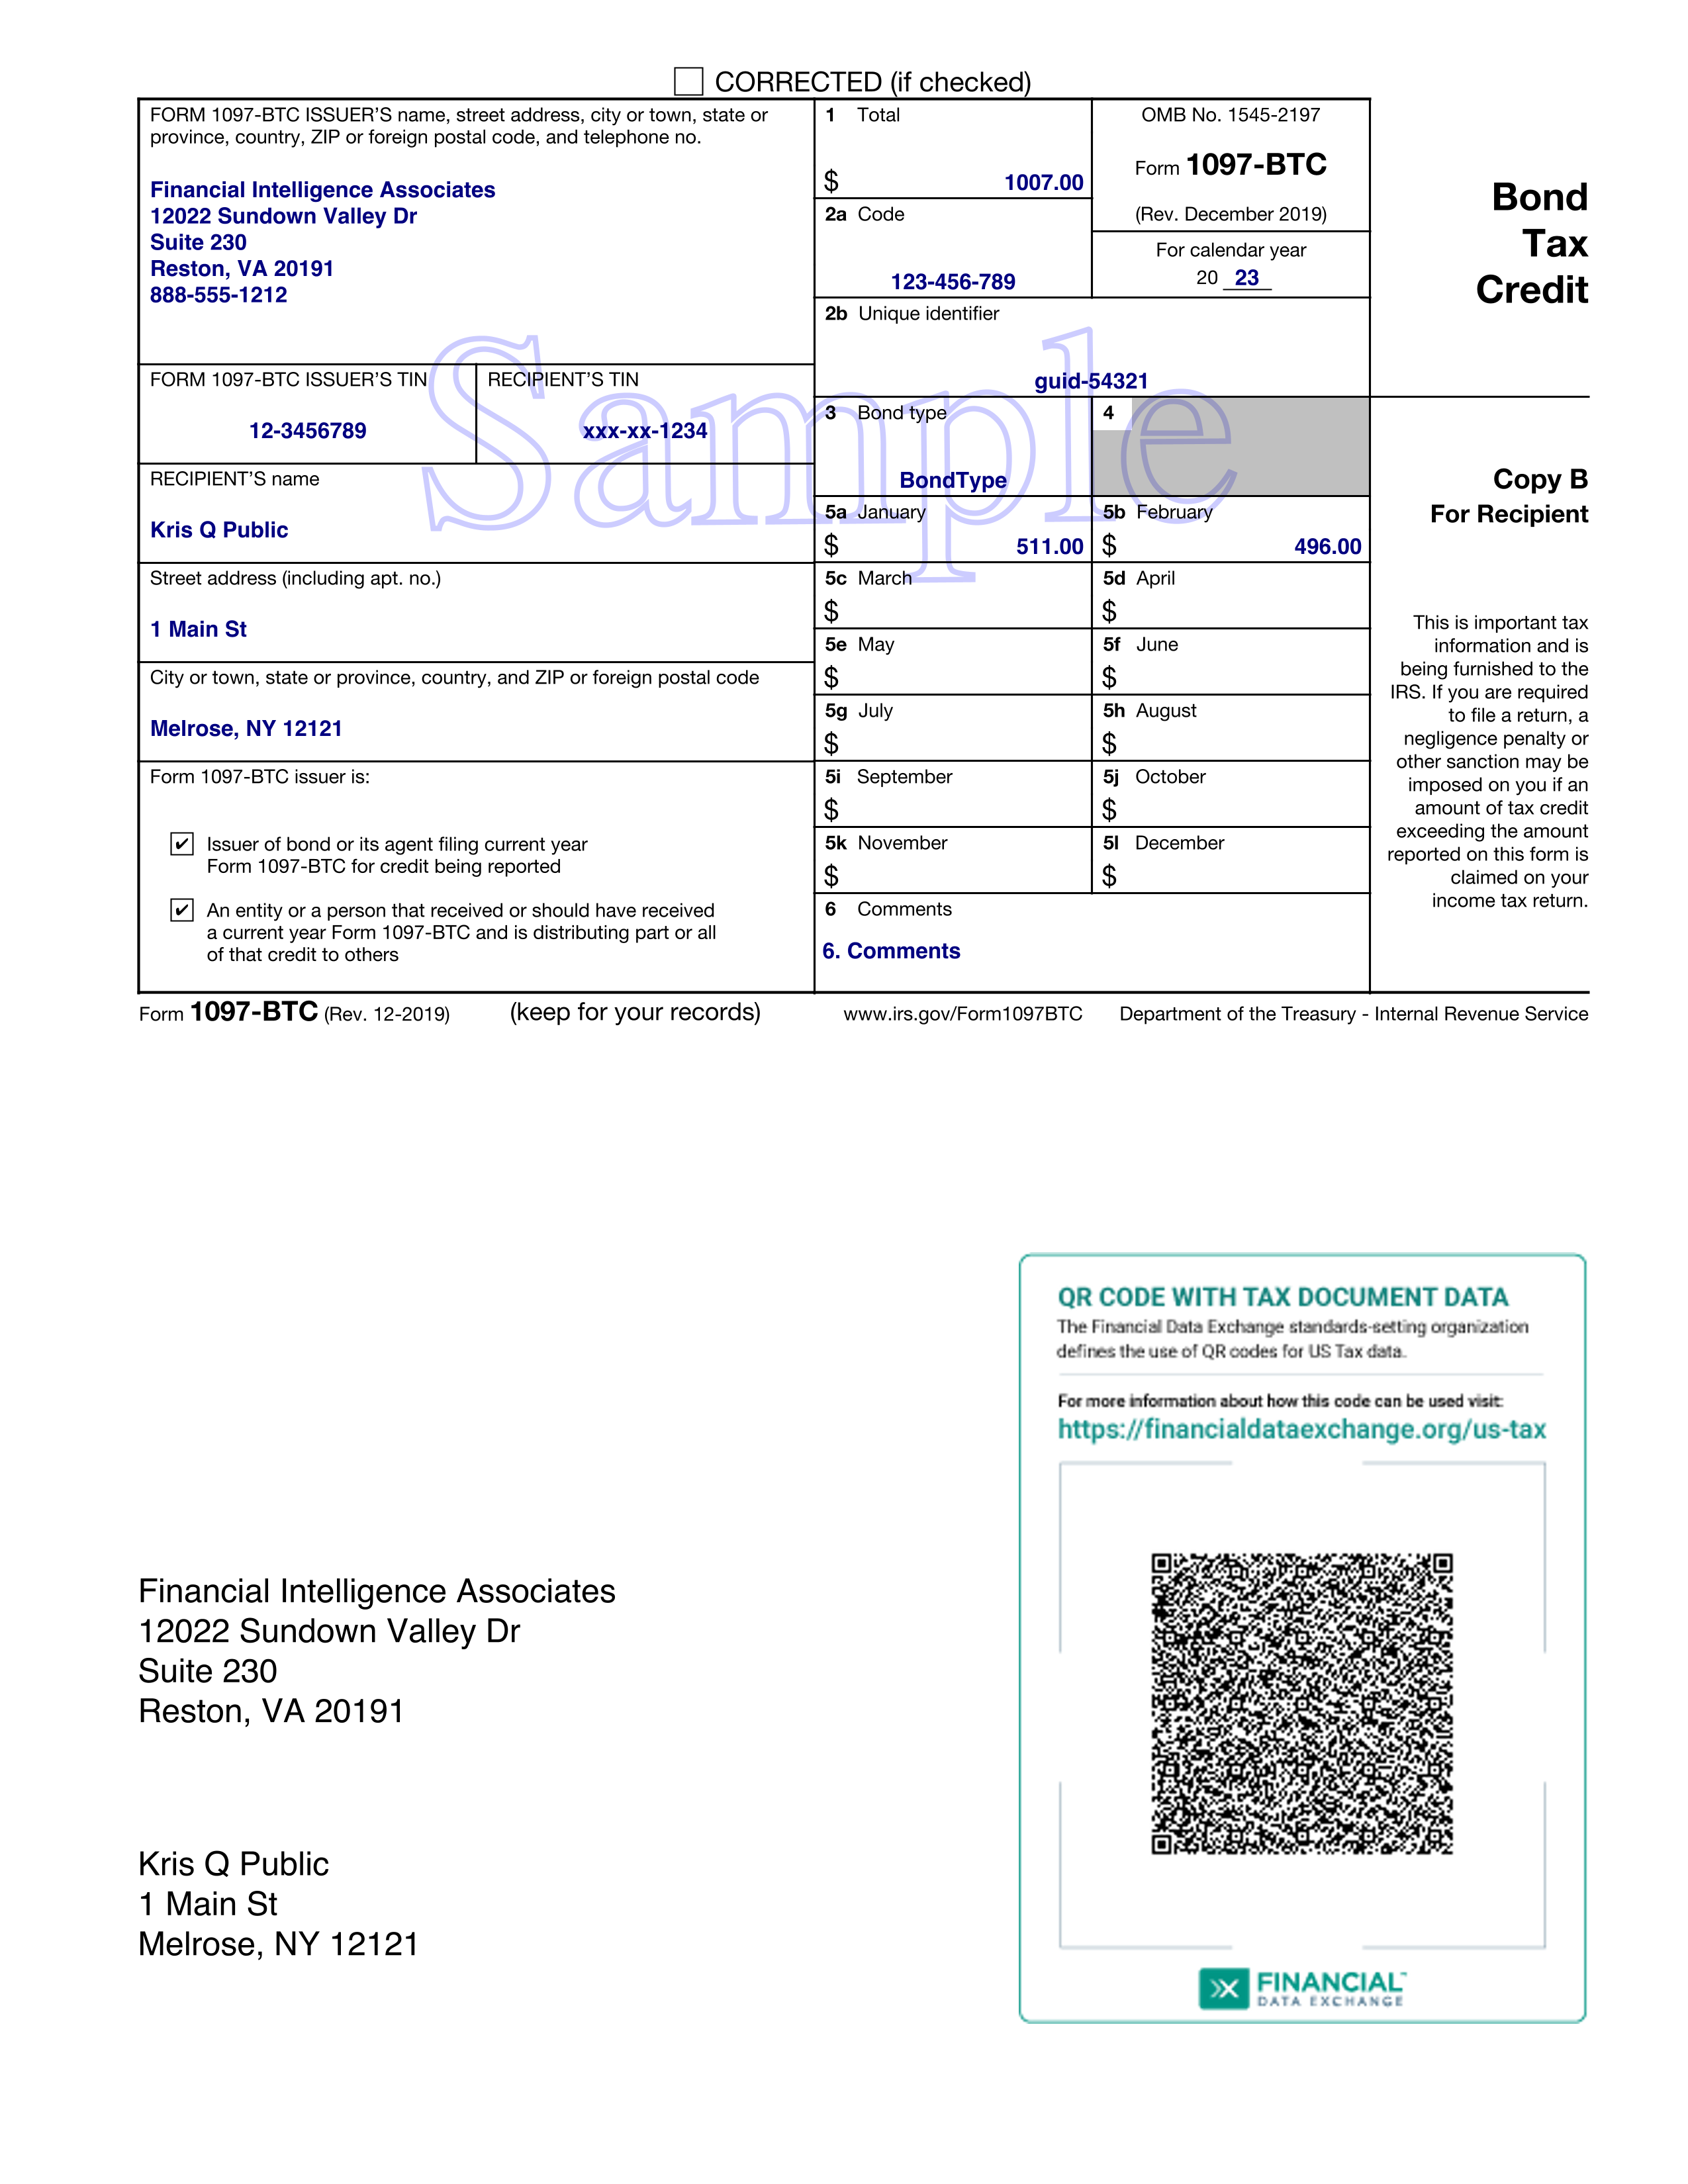 CORRECTED (if checked)
FORM 1097-BTC ISSUER'S name, street address, city or town, state or
province, country, ZIP or foreign postal code, and telephone no.
Financial Intelligence Associates
12022 Sundown Valley Dr
Suite 230
Reston, VA 20191
888-555-1212
FORM 1097-BTC ISSUER'S TIN
12-3456789
RECIPIENT'S TIN
xxx-xx-1234
RECIPIENT'S name
Kris Q Public
Street address (including apt. no.)
1 Main St
City or town, state or province, country, and ZIP or foreign postal code
Melrose, NY 12121
Form 1097-BTC issuer is:
✔ Issuer of bond or its agent filing current year
Form 1097-BTC for credit being reported
✔ An entity or a person that received or should have received
a current year Form 1097-BTC and is distributing part or all
of that credit to others
1 Total
$ 1007.00
2a Code
123-456-789
OMB No. 1545-2197
Form 1097-BTC
(Rev. December 2019)
For calendar year
20 23
2b Unique identifier
guid-54321
3 Bond type
BondType
4
5a January
$ 511.00
5b February
$ 496.00
5c March
$
5d April
$
5e May
$
5f June
$
5g July
$
5h August
$
5i September
$
5j October
$
5k November
$
5l December
$
6 Comments
6. Comments
Bond
Tax
Credit
Copy B
For Recipient
This is important tax
information and is
being furnished to the
IRS. If you are required
to file a return, a
negligence penalty or
other sanction may be
imposed on you if an
amount of tax credit
exceeding the amount
reported on this form is
claimed on your
income tax return.
Sample
Form 1097-BTC (Rev. 12-2019) (keep for your records) www.irs.gov/Form1097BTC Department of the Treasury - Internal Revenue Service
QR CODE WITH TAX DOCUMENT DATA
The Financial Data Exchange standards-setting organization
defines the use of QR codes for US Tax data.
For more information about how this code can be used visit:
https://financialdataexchange.org/us-tax
FINANCIAL™
DATA EXCHANGE
Financial Intelligence Associates
12022 Sundown Valley Dr
Suite 230
Reston, VA 20191
Kris Q Public
1 Main St
Melrose, NY 12121